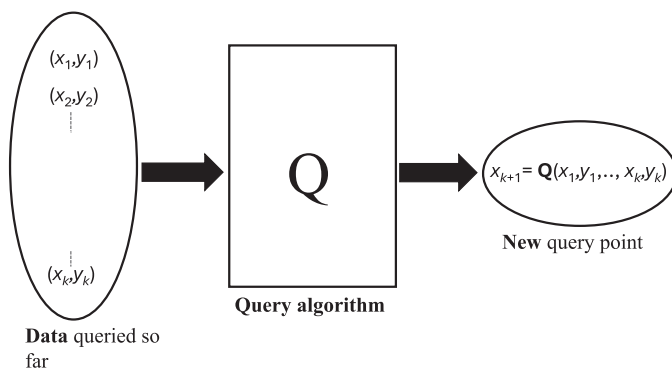 (x₁,y₁)
(x₂,y₂)
(xₖ,yₖ)
Data queried so
far
Q
Query algorithm
xₖ₊₁= Q(x₁,y₁,.., xₖ,yₖ)
New query point